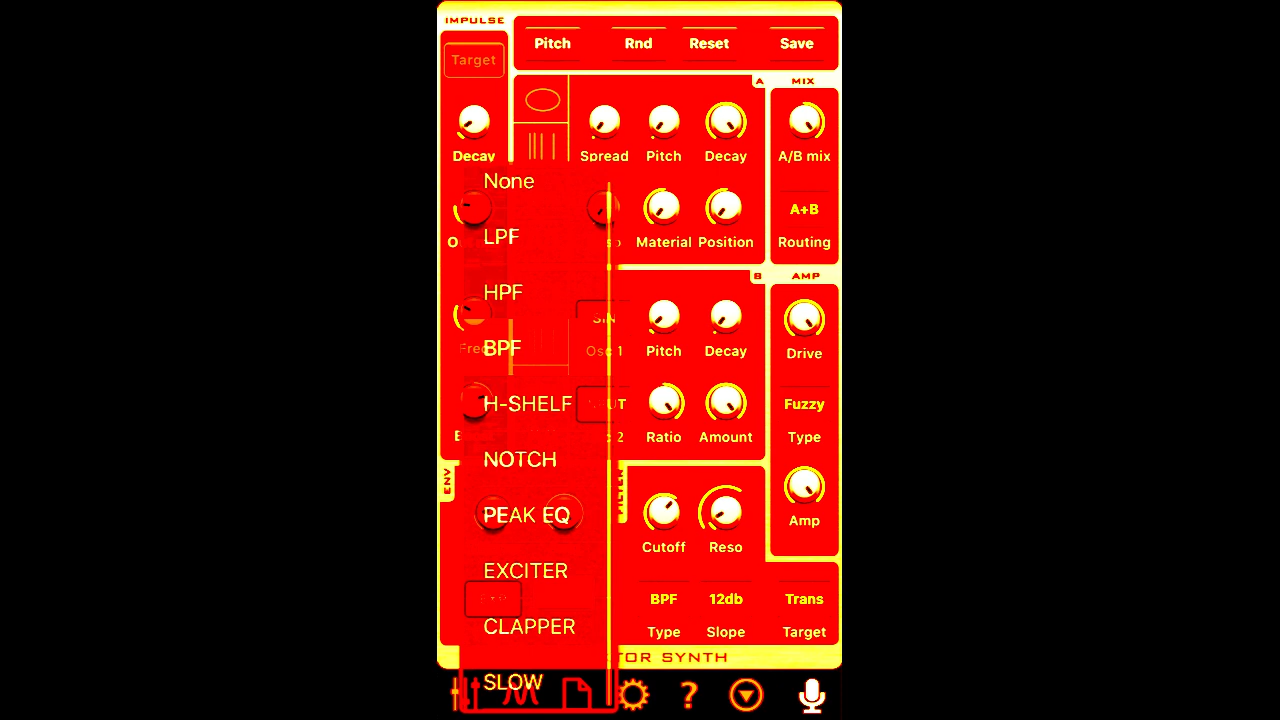 IMPULSE
Target
Pitch Rnd Reset Save
A MIX
Decay Spread Pitch Decay A/B mix
None
A+B
LPF
Material Position Routing
B AMP
HPF
SIN
BPF
Osc 1 Pitch Decay Drive
H-SHELF
Fuzzy
Ratio Amount Type
NOTCH
ENV
FILTER
PEAK EQ
Amp
Cutoff Reso
EXCITER
BPF 12db Trans
CLAPPER
Type Slope Target
TOR SYNTH
SLOW
?